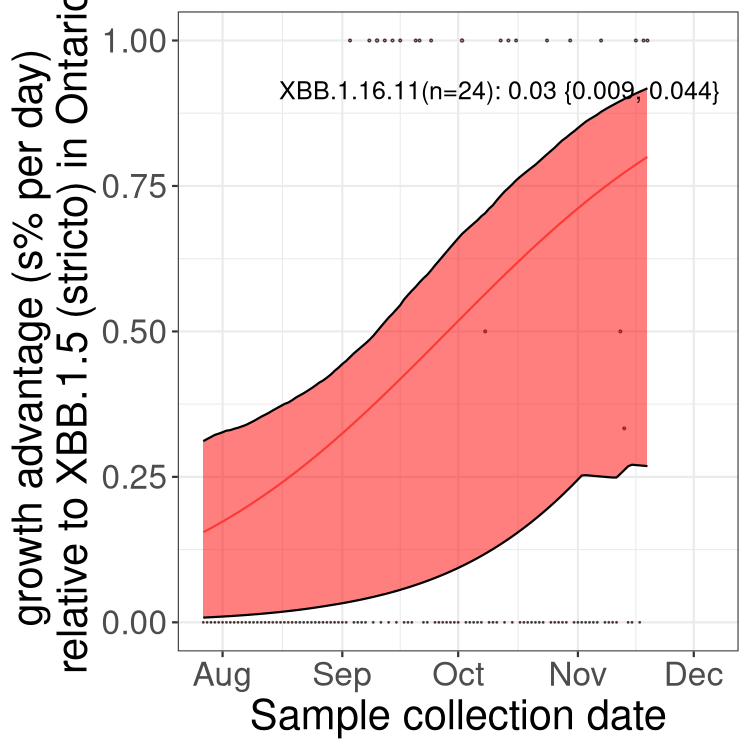 growth advantage (s% per day)
relative to XBB.1.5 (stricto) in Ontario
1.00
0.75
0.50
0.25
0.00
XBB.1.16.11(n=24): 0.03 {0.009, 0.044}
Aug Sep Oct Nov Dec
Sample collection date